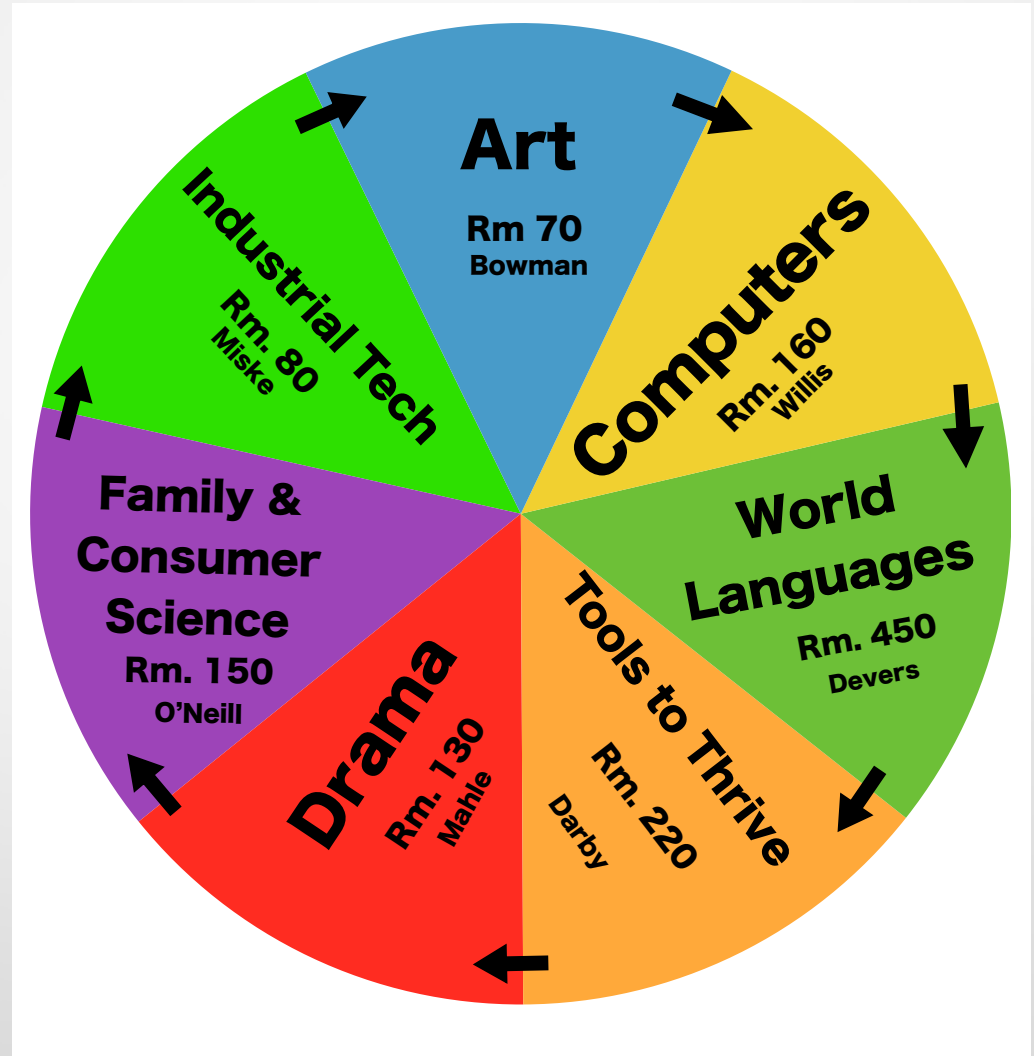 Art
Rm 70
Bowman
Computers
Rm. 160
Willis
World
Languages
Rm. 450
Devers
Tools to Thrive
Rm. 220
Darby
Drama
Rm. 130
Mahle
Family &
Consumer
Science
Rm. 150
O’Neill
Industrial Tech
Rm. 80
Miske